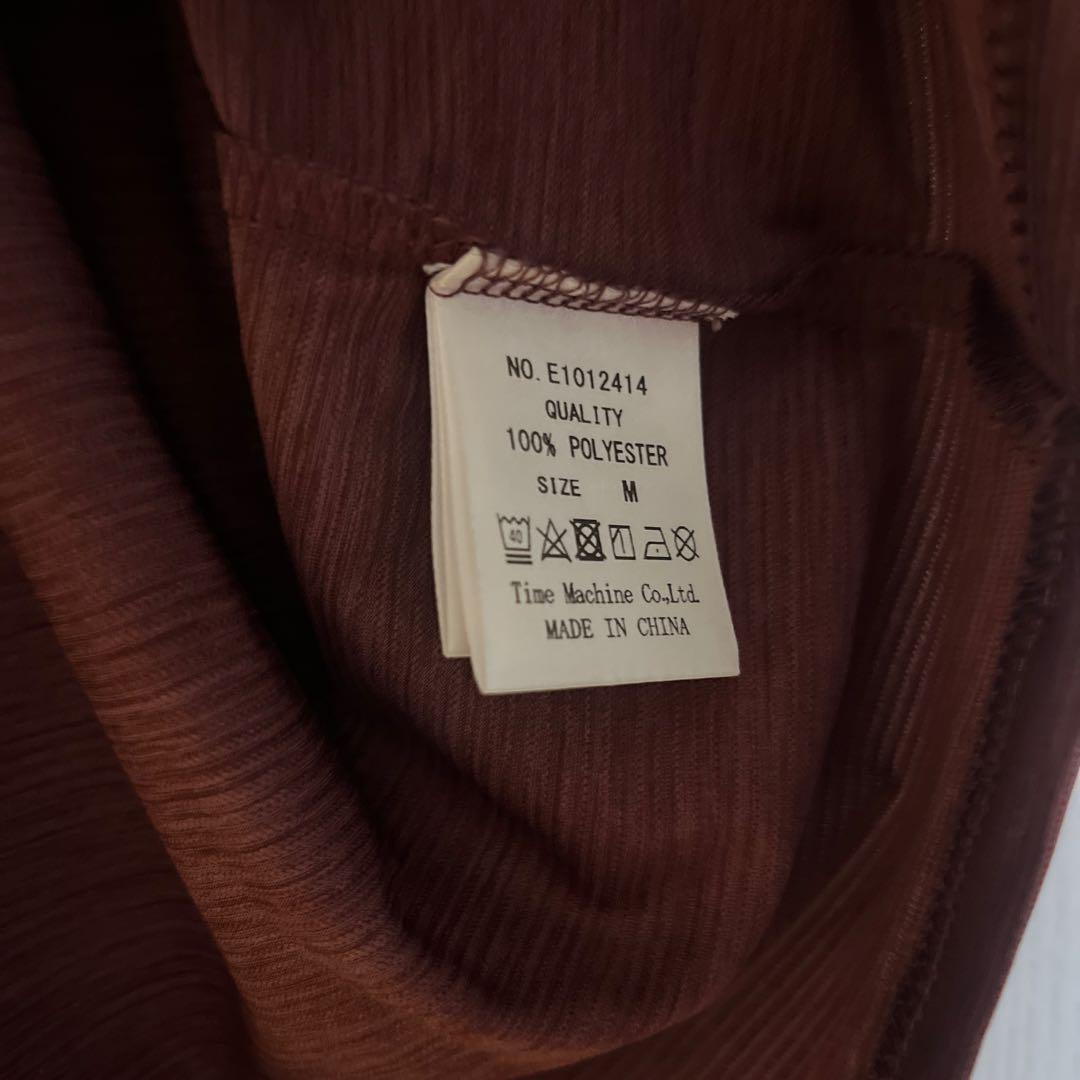 NO. E1012414
QUALITY
100% POLYESTER
SIZE M
40
Time Machine Co.,Ltd.
MADE IN CHINA